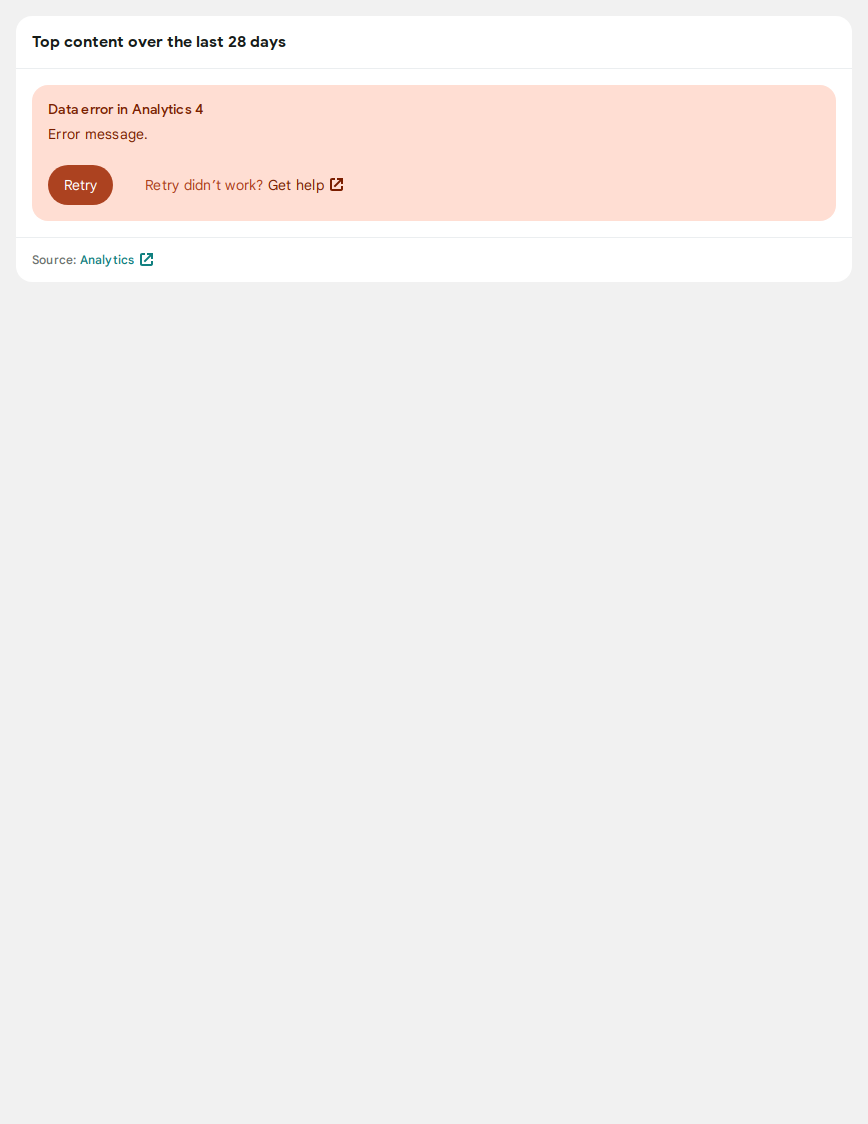 Top content over the last 28 days
Data error in Analytics 4
Error message.
Retry
Retry didn’t work? Get help
Source: Analytics